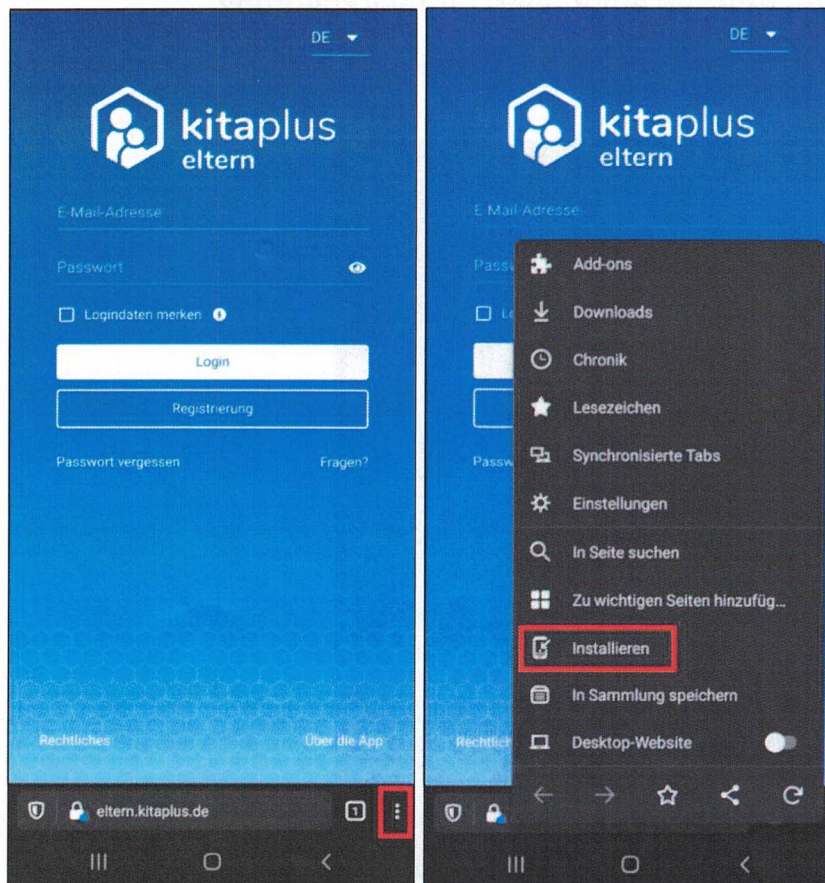 DE
kitaplus
eltern
E-Mail-Adresse
Passwort
Logindaten merken
Login
Registrierung
Passwort vergessen
Fragen?
Rechtliches
Über die App
eltern.kitaplus.de
1
DE
kitaplus
eltern
E-Mail-Adresse
Passw
Add-ons
Downloads
Chronik
Lesezeichen
Synchronisierte Tabs
Einstellungen
In Seite suchen
Zu wichtigen Seiten hinzufüg...
Installieren
In Sammlung speichern
Desktop-Website
Rechtlic